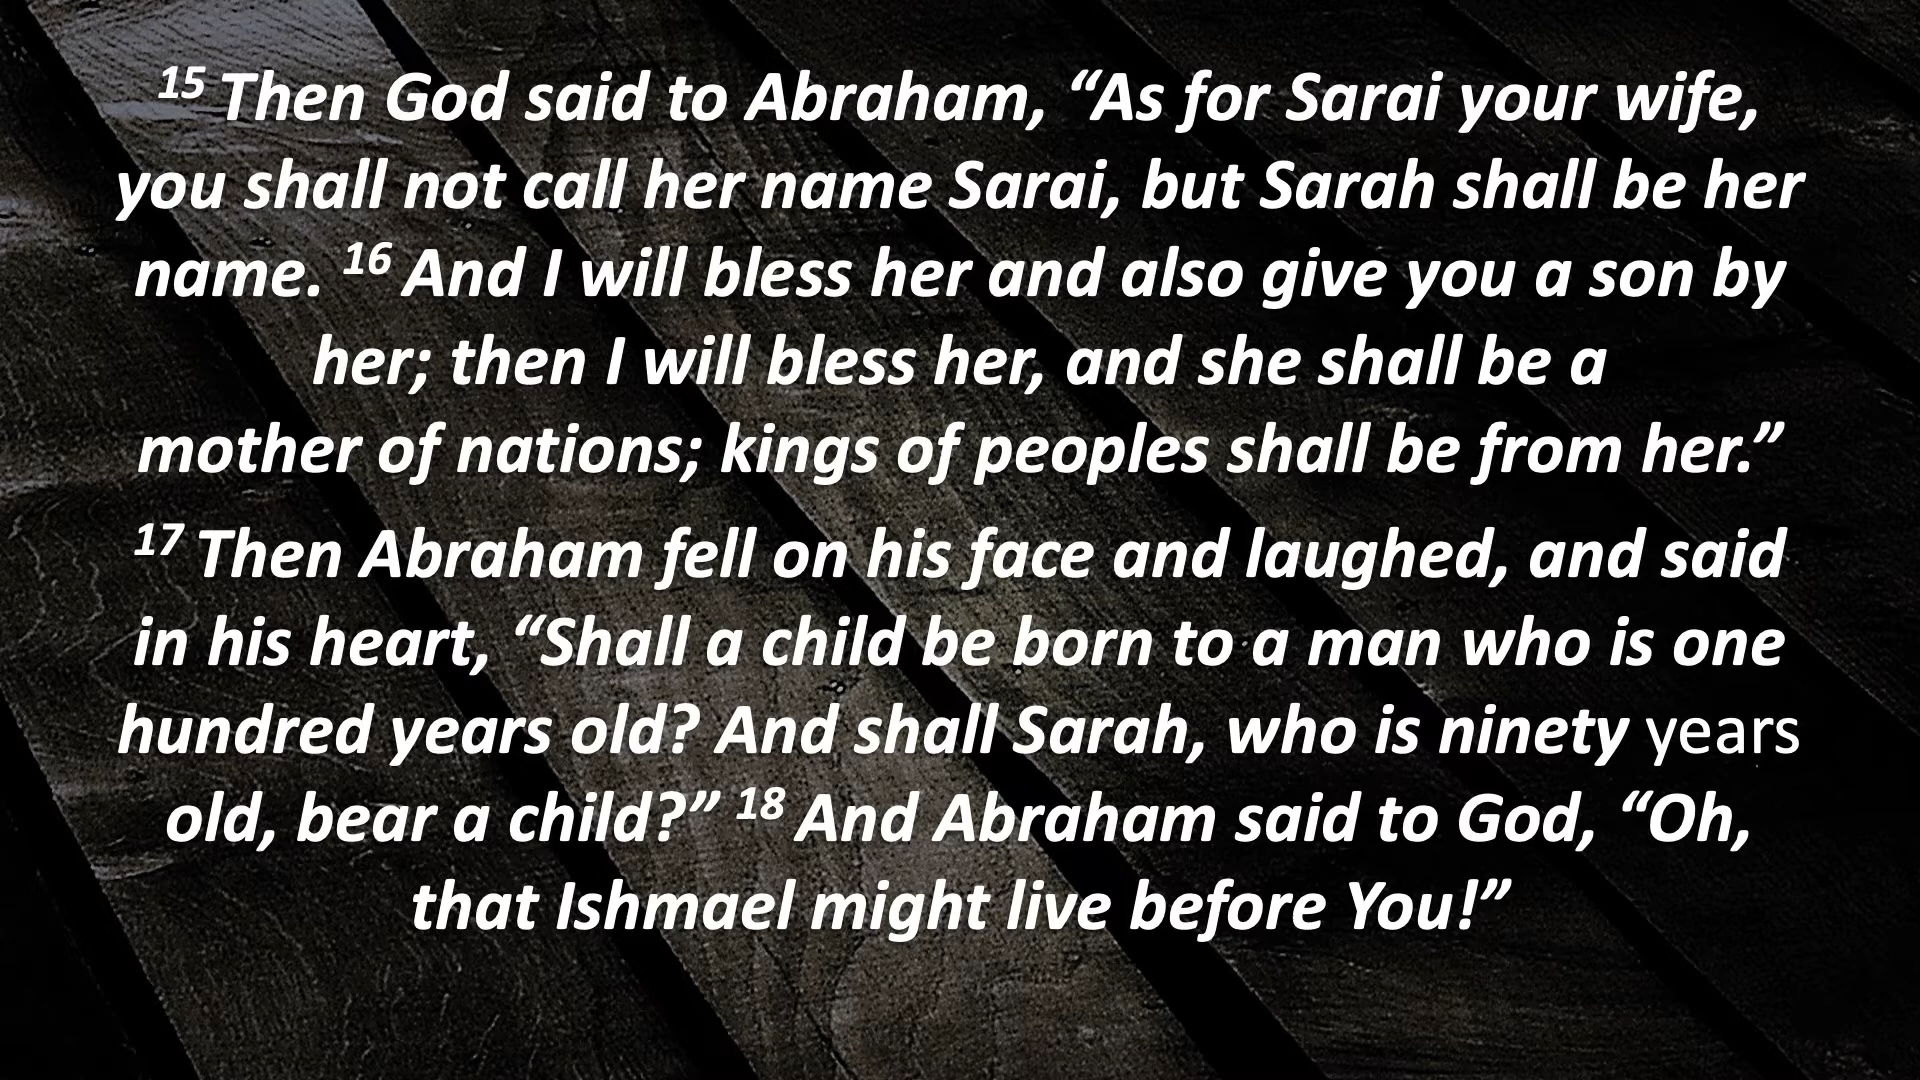 15 Then God said to Abraham, “As for Sarai your wife,
you shall not call her name Sarai, but Sarah shall be her
name. 16 And I will bless her and also give you a son by
her; then I will bless her, and she shall be a
mother of nations; kings of peoples shall be from her.”
17 Then Abraham fell on his face and laughed, and said
in his heart, “Shall a child be born to a man who is one
hundred years old? And shall Sarah, who is ninety years
old, bear a child?” 18 And Abraham said to God, “Oh,
that Ishmael might live before You!”